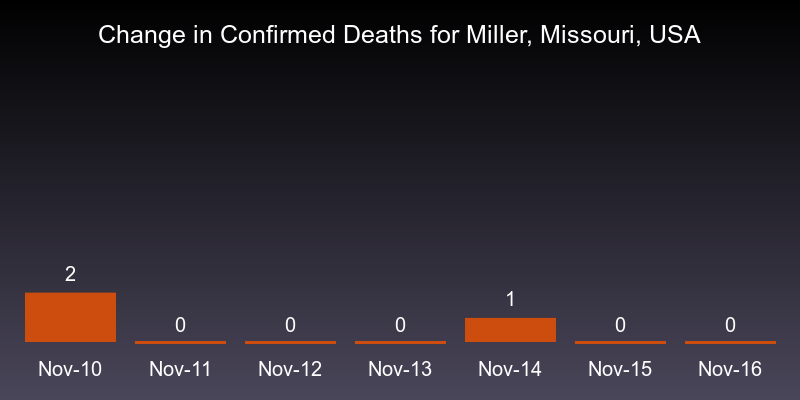 Change in Confirmed Deaths for Miller, Missouri, USA
2
0
0
0
1
0
0
Nov-10
Nov-11
Nov-12
Nov-13
Nov-14
Nov-15
Nov-16